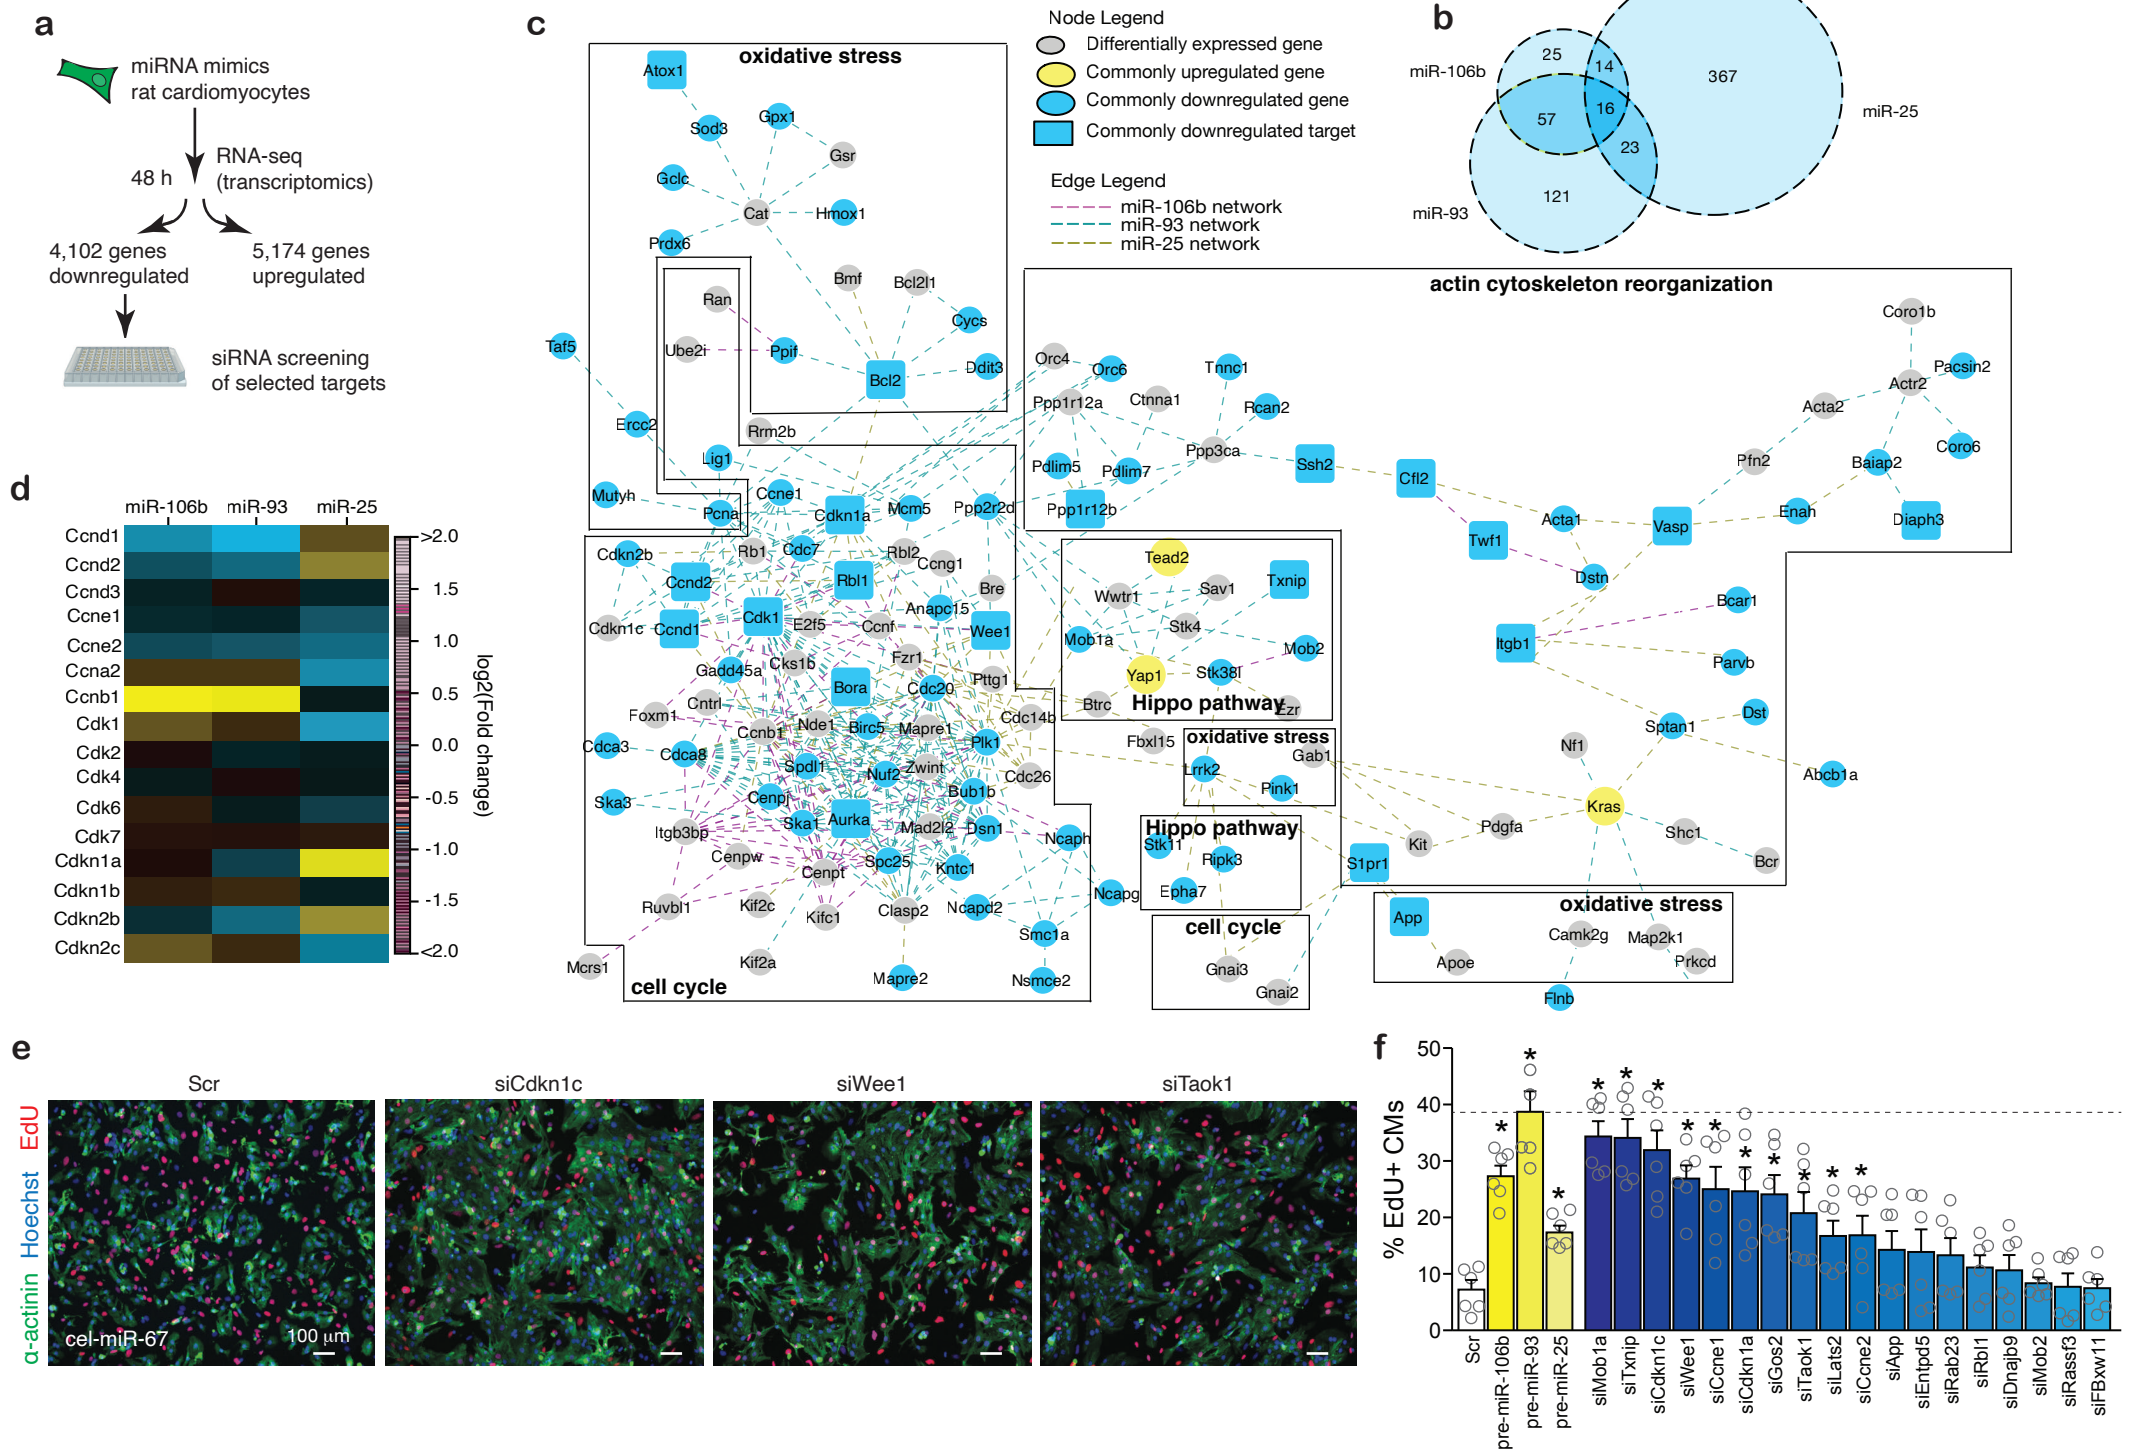 a
miRNA mimics
rat cardiomyocytes
48 h
RNA-seq
(transcriptomics)
4,102 genes
downregulated
5,174 genes
upregulated
siRNA screening
of selected targets
b
miR-106b
miR-93
miR-25
25
14
367
57
16
23
121
c
Node Legend
Differentially expressed gene
Commonly upregulated gene
Commonly downregulated gene
Commonly downregulated target
Edge Legend
miR-106b network
miR-93 network
miR-25 network
oxidative stress
Atox1
Sod3
Gpx1
Gsr
Gclc
Cat
Hmox1
Prdx6
Bmf
Bcl2l1
Ran
Cycs
Ube2i
Ppif
Bcl2
Ddit3
Taf5
Ercc2
Rrm2b
Lig1
Mutyh
Pcna
actin cytoskeleton reorganization
Coro1b
Orc4
Orc6
Tnnc1
Pacsin2
Actr2
Ppp1r12a
Ctnna1
Rcan2
Acta2
Ppp3ca
Coro6
Pdlim5
Pdlim7
Ssh2
Cfl2
Pfn2
Baiap2
Ppp1r12b
Acta1
Vasp
Enah
Diaph3
Twf1
Dstn
Bcar1
Itgb1
Parvb
Sptan1
Dst
Nf1
Abcb1a
Kras
Gab1
Pdgfa
Shc1
Kit
Bcr
S1pr1
Ccne1
Cdkn1a
Mcm5
Ppp2r2d
Cdkn2b
Rb1
Cdc7
Rbl2
Ccng1
Ccnd2
Rbl1
Bre
Anapc15
Cdkn1c
Ccnd1
Cdk1
E2f5
Ccnf
Wee1
Gadd45a
Cks1b
Fzr1
Bora
Cdc20
Pttg1
Foxm1
Cntrl
Cdc14b
Ccnb1
Nde1
Birc5
Mapre1
Plk1
Cdca3
Cdca8
Spdl1
Nuf2
Zwint
Cdc26
Ska3
Cenpj
Bub1b
Itgb3bp
Ska1
Aurka
Mad2l2
Dsn1
Ncaph
Cenpw
Cenpf
Spc25
Kntc1
Ncapg
Ruvbl1
Kif2c
Kifc1
Clasp2
Ncapd2
Smc1a
Mcrs1
Kif2a
Mapre2
Nsmce2
cell cycle
Tead2
Wwtr1
Sav1
Txnip
Mob1a
Stk4
Mob2
Yap1
Stk38l
Btrc
Hippo pathway
Ezr
Fbxl15
oxidative stress
Lrrk2
Pink1
Hippo pathway
Stk11
Ripk3
Epha7
cell cycle
Gnai3
Gnai2
oxidative stress
App
Camk2g
Map2k1
Apoe
Prkcd
Flnb
d
miR-106b miR-93 miR-25
Ccnd1
Ccnd2
Ccnd3
Ccne1
Ccne2
Ccna2
Ccnb1
Cdk1
Cdk2
Cdk4
Cdk6
Cdk7
Cdkn1a
Cdkn1b
Cdkn2b
Cdkn2c
>2.0
1.5
1.0
0.5
0.0
-0.5
-1.0
-1.5
<2.0
log2(Fold change)
e
Scr
siCdkn1c
siWee1
siTaok1
α-actinin Hoechst EdU
cel-miR-67
100 µm
f
% EdU+ CMs
50
40
30
20
10
0
* * * * * * * * * * * * *
Scr
pre-miR-106b
pre-miR-93
pre-miR-25
siMob1a
siTxnip
siCdkn1c
siWee1
siCcne1
siCdkn1a
siGos2
siTaok1
siLats2
siCcne2
siApp
siEntpd5
siRab23
siRbl1
siDnajb9
siMob2
siRassf3
siFBxw11